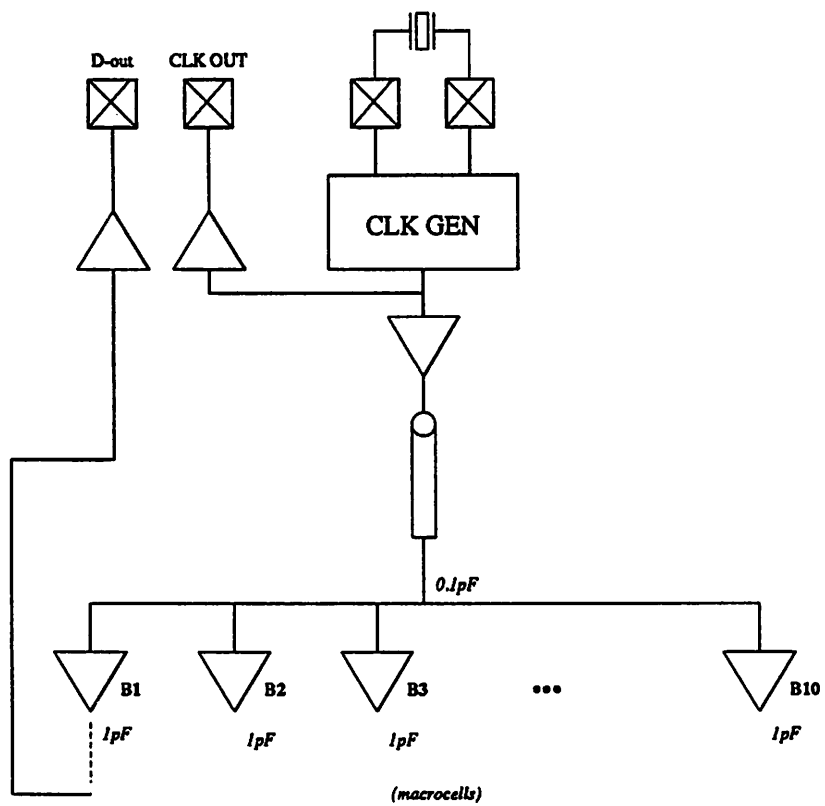 D-out
CLK OUT
CLK GEN
0.1pF
B1
B2
B3
•••
B10
1pF
1pF
1pF
1pF
(macrocells)